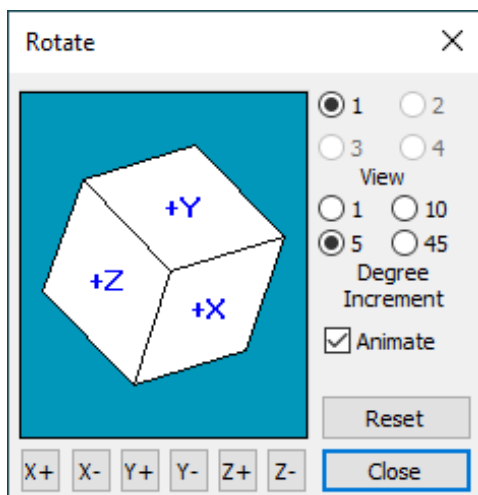 Rotate
+Y
+Z
+X
1 2
3 4
View
1 10
5 45
Degree
Increment
Animate
Reset
X+ X- Y+ Y- Z+ Z- Close